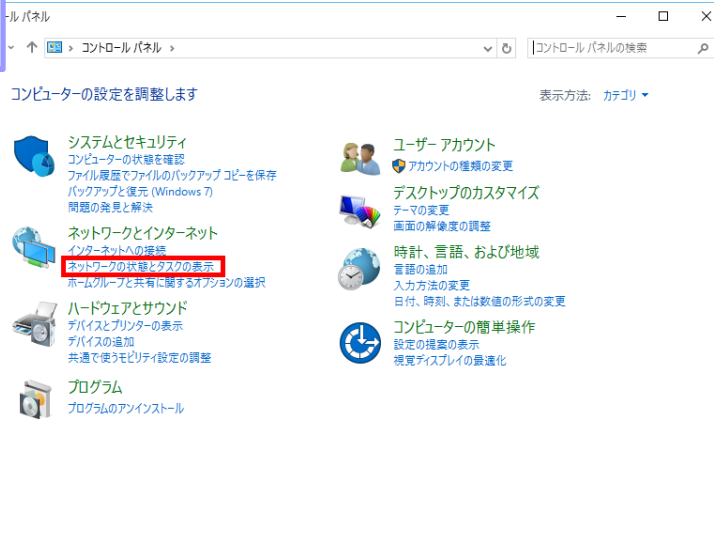 ール パネル
コントロール パネル
コントロール パネルの検索
コンピューターの設定を調整します
表示方法: カテゴリ
システムとセキュリティ
コンピューターの状態を確認
ファイル履歴でファイルのバックアップ コピーを保存
バックアップと復元 (Windows 7)
問題の発見と解決
ネットワークとインターネット
インターネットへの接続
ネットワークの状態とタスクの表示
ホームグループと共有に関するオプションの選択
ハードウェアとサウンド
デバイスとプリンターの表示
デバイスの追加
共通で使うモビリティ設定の調整
プログラム
プログラムのアンインストール
ユーザー アカウント
アカウントの種類の変更
デスクトップのカスタマイズ
テーマの変更
画面の解像度の調整
時計、言語、および地域
言語の追加
入力方法の変更
日付、時刻、または数値の形式の変更
コンピューターの簡単操作
設定の提案の表示
視覚ディスプレイの最適化